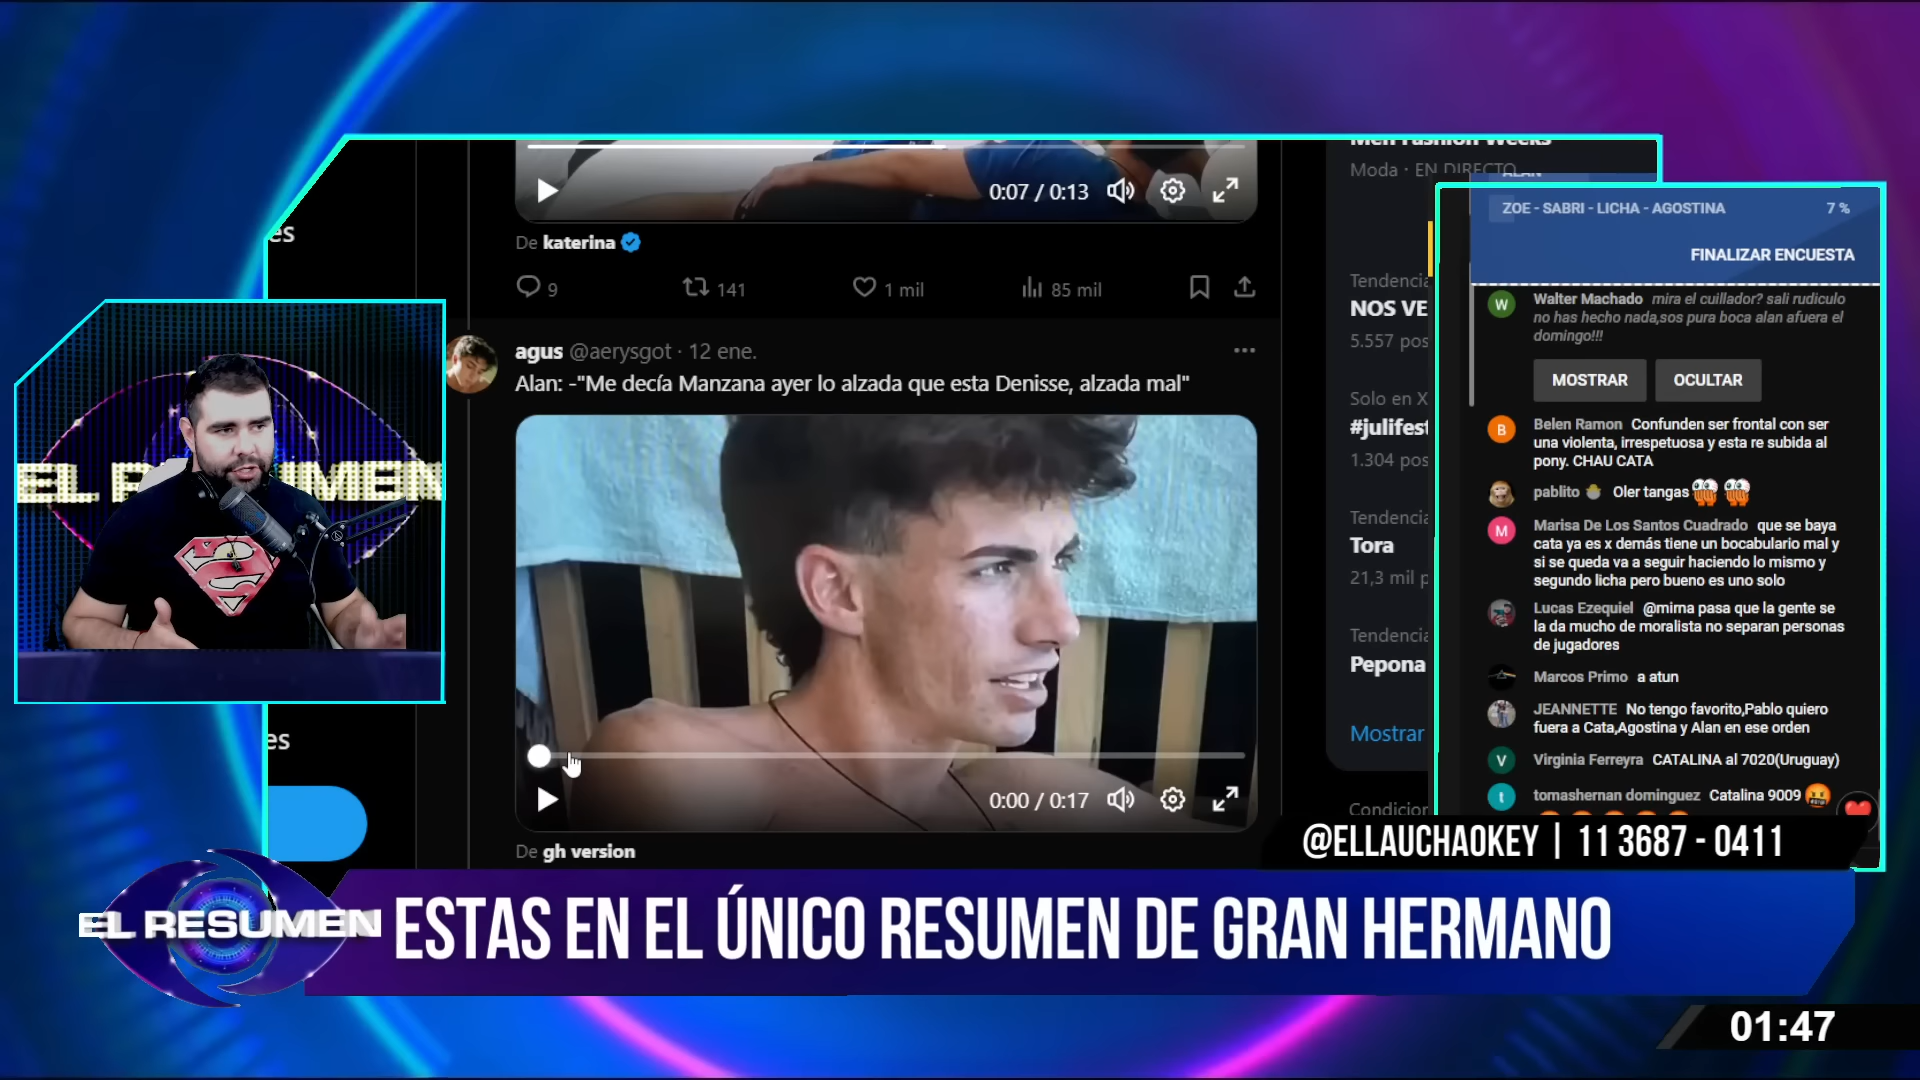 Moda · EN DIRECTO
ALAN
ZOE - SABRI - LICHA - AGOSTINA 7 %
FINALIZAR ENCUESTA
0:07 / 0:13
De katerina
9 141 1 mil 85 mil
agus @aerysgot · 12 ene.
Alan: -"Me decía Manzana ayer lo alzada que esta Denisse, alzada mal"
0:00 / 0:17
De gh version
es
es
EL RESUMEN
Tendencia
NOS VE
5.557 pos
Solo en X
#julifest
1.304 pos
Tendencia
Tora
21,3 mil p
Tendencia
Pepona
Mostrar
Condicion
W
Walter Machado mira el cuillador? sali rudiculo
no has hecho nada,sos pura boca alan afuera el
domingo!!!
MOSTRAR OCULTAR
B
Belen Ramon Confunden ser frontal con ser
una violenta, irrespetuosa y esta re subida al
pony. CHAU CATA
pablito Oler tangas
M
Marisa De Los Santos Cuadrado que se baya
cata ya es x demás tiene un bocabulario mal y
si se queda va a seguir haciendo lo mismo y
segundo licha pero bueno es uno solo
Lucas Ezequiel @mirna pasa que la gente se
la da mucho de moralista no separan personas
de jugadores
Marcos Primo a atun
JEANNETTE No tengo favorito,Pablo quiero
fuera a Cata,Agostina y Alan en ese orden
V
Virginia Ferreyra CATALINA al 7020(Uruguay)
t
tomashernan dominguez Catalina 9009
@ELLAUCHAOKEY | 11 3687 - 0411
EL RESUMEN
ESTAS EN EL ÚNICO RESUMEN DE GRAN HERMANO
01:47